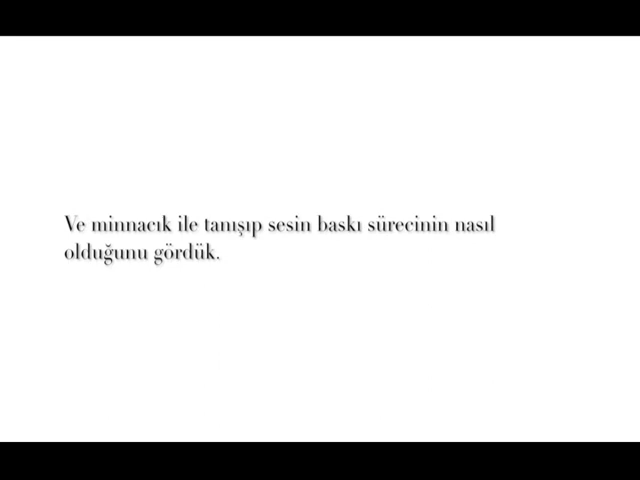 Ve minnacık ile tanışıp sesin baskı sürecinin nasıl
olduğunu gördük.